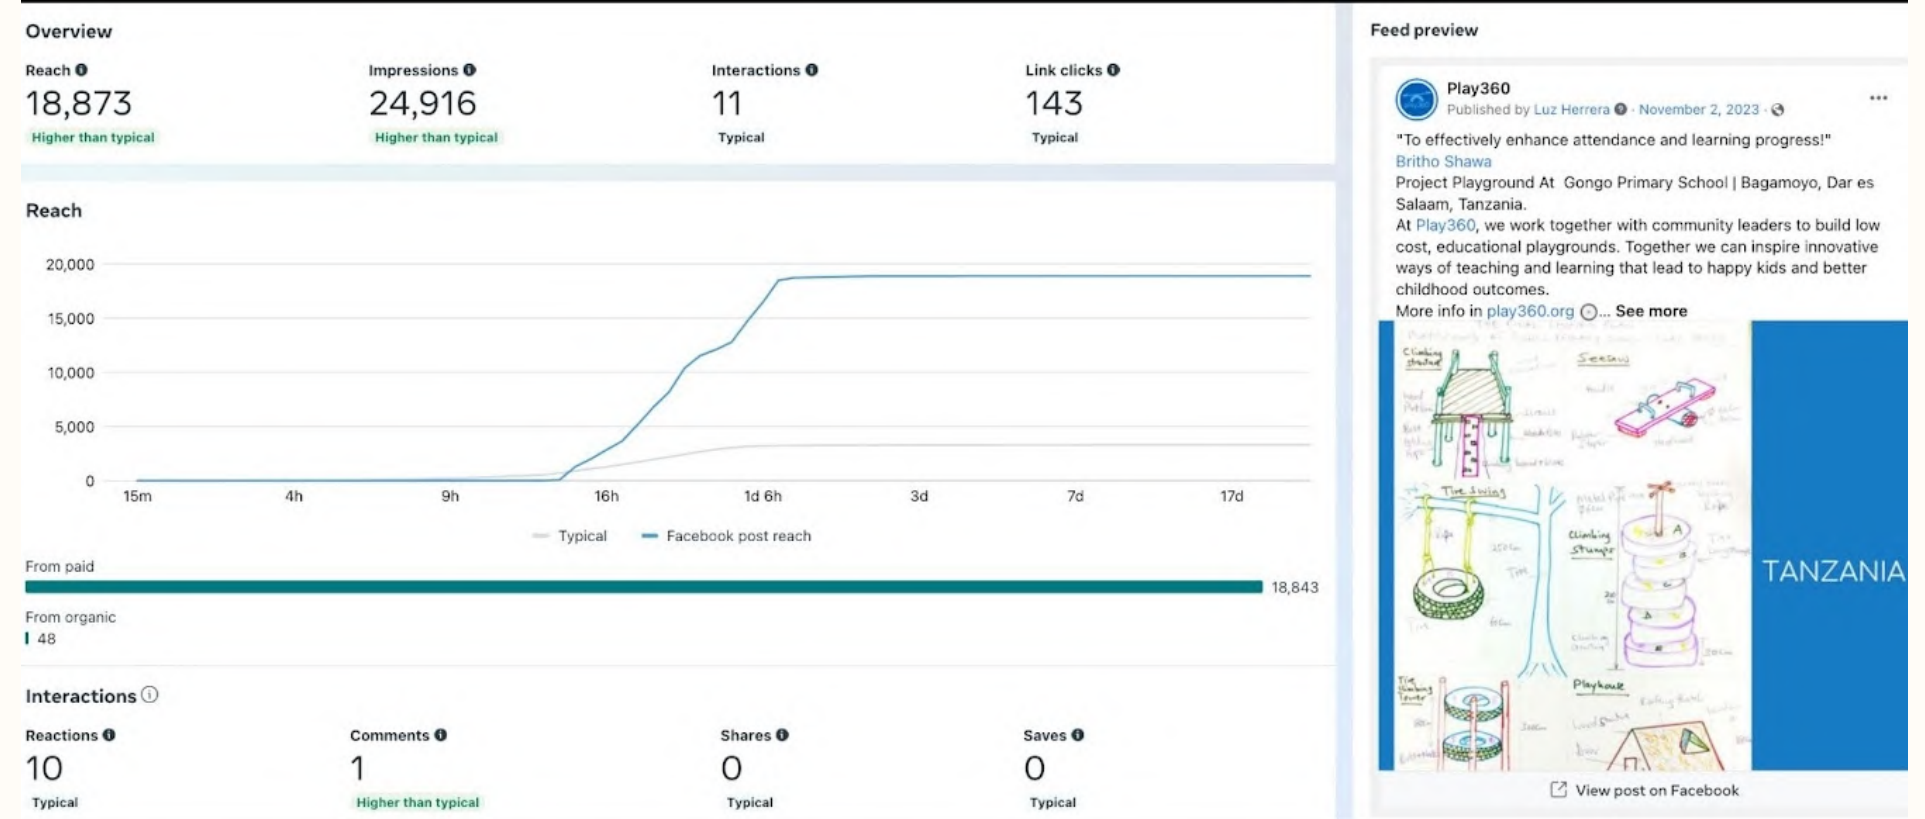 Overview
Reach
18,873
Higher than typical
Impressions
24,916
Higher than typical
Interactions
11
Typical
Link clicks
143
Typical
Reach
20,000
15,000
10,000
5,000
0
15m 4h 9h 16h 1d 6h 3d 7d 17d
Typical Facebook post reach
From paid
18,843
From organic
48
Interactions
Reactions
10
Typical
Comments
1
Higher than typical
Shares
0
Typical
Saves
0
Typical
Feed preview
Play360
Published by Luz Herrera · November 2, 2023 ·
"To effectively enhance attendance and learning progress!"
Britho Shawa
Project Playground At Gongo Primary School | Bagamoyo, Dar es
Salaam, Tanzania.
At Play360, we work together with community leaders to build low
cost, educational playgrounds. Together we can inspire innovative
ways of teaching and learning that lead to happy kids and better
childhood outcomes.
More info in play360.org ... See more
Climbing
structure
Seesaw
Tire Swing
Climbing
Stumps
A
Tire
Climbing
Tower
Playhouse
TANZANIA
View post on Facebook